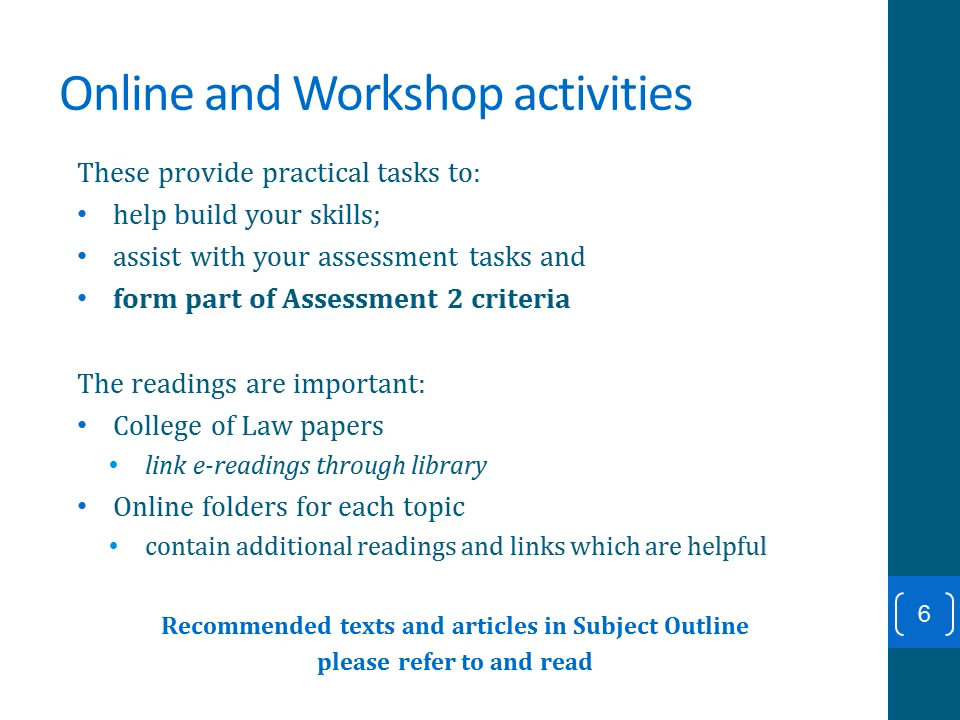 Online and Workshop activities
These provide practical tasks to:
• help build your skills;
• assist with your assessment tasks and
• form part of Assessment 2 criteria
The readings are important:
• College of Law papers
• link e-readings through library
• Online folders for each topic
• contain additional readings and links which are helpful
6
Recommended texts and articles in Subject Outline
please refer to and read